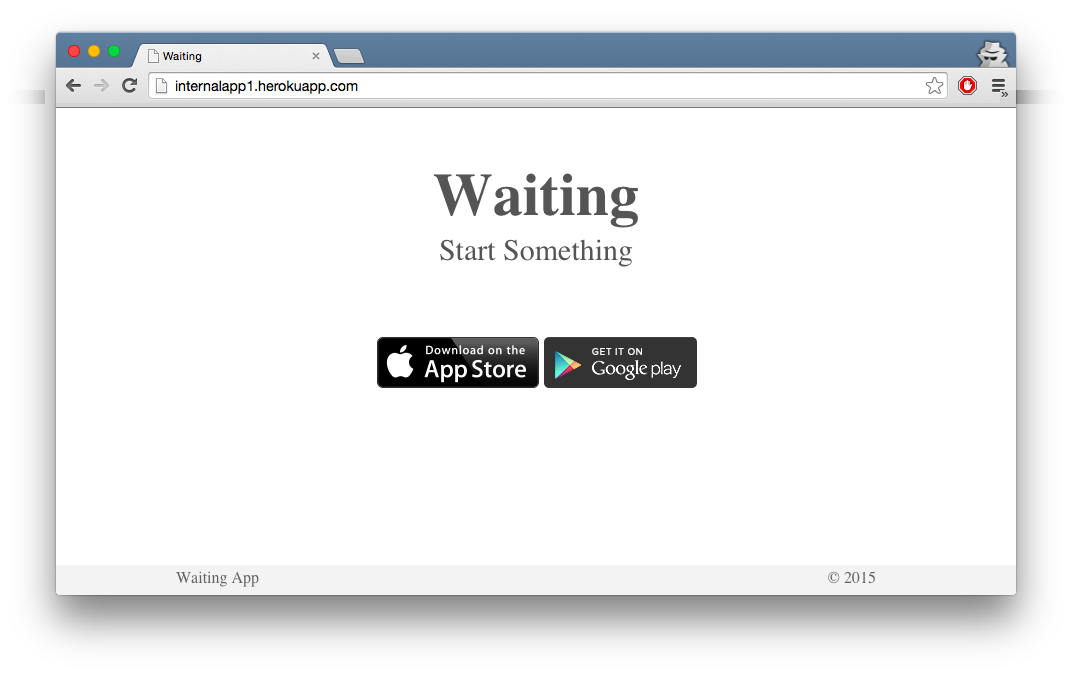 Waiting
internalapp1.herokuapp.com
Waiting
Start Something
Download on the
App Store
GET IT ON
Google play
Waiting App
© 2015